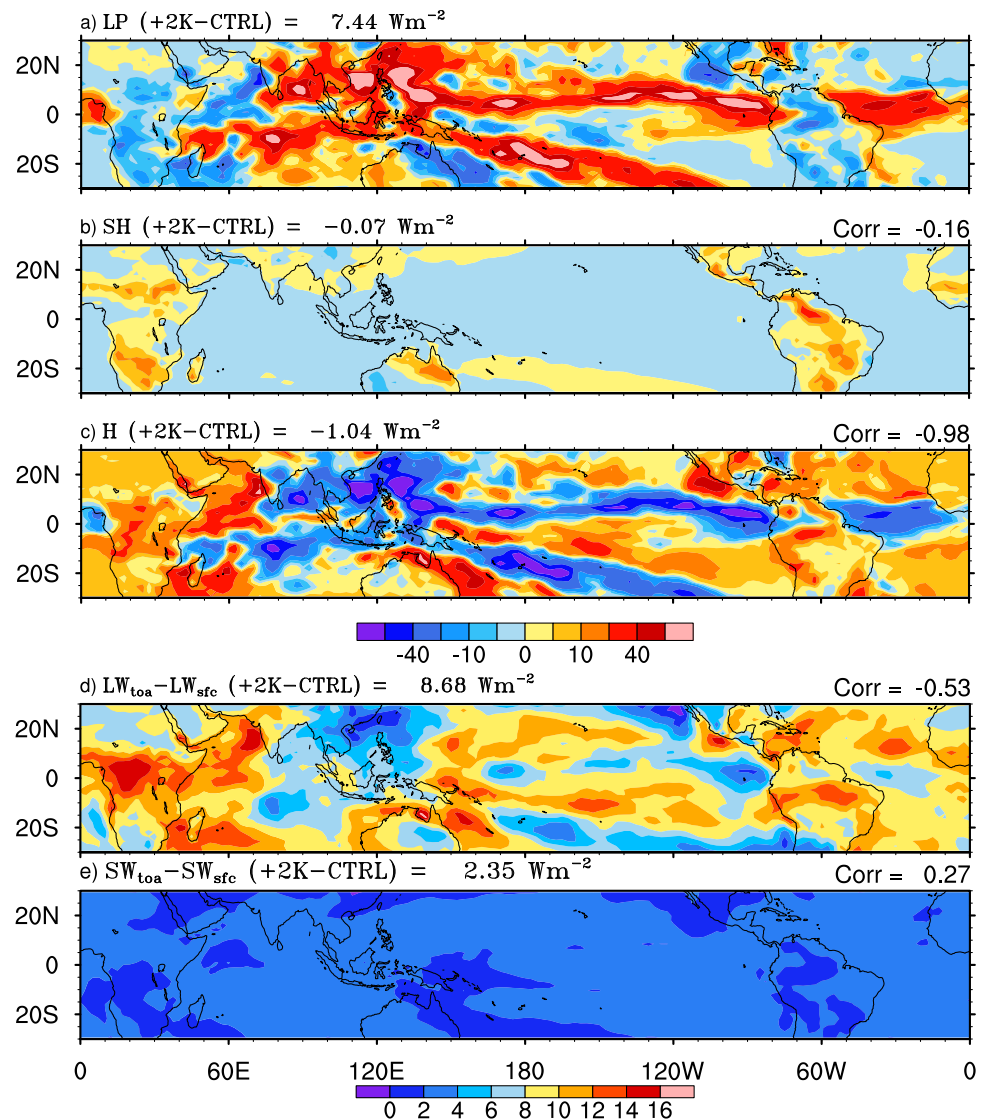 a) LP (+2K−CTRL) = 7.44 Wm⁻²
20N
0
20S
b) SH (+2K−CTRL) = −0.07 Wm⁻² Corr = -0.16
20N
0
20S
c) H (+2K−CTRL) = −1.04 Wm⁻² Corr = -0.98
20N
0
20S
-40 -10 0 10 40
d) LWtoa−LWsfc (+2K−CTRL) = 8.68 Wm⁻² Corr = -0.53
20N
0
20S
e) SWtoa−SWsfc (+2K−CTRL) = 2.35 Wm⁻² Corr = 0.27
20N
0
20S
0 60E 120E 180 120W 60W 0
0 2 4 6 8 10 12 14 16